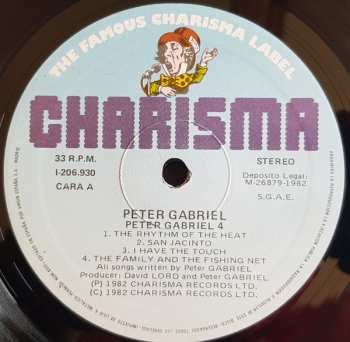 THE FAMOUS CHARISMA LABEL
CHARISMA
33 R.P.M.
I-206.930
CARA A
STEREO
Deposito Legal:
M-26879-1982
S.G.A.E.
PETER GABRIEL
PETER GABRIEL 4
1. THE RHYTHM OF THE HEAT
2. SAN JACINTO
3. I HAVE THE TOUCH
4. THE FAMILY AND THE FISHING NET
All songs written by Peter GABRIEL
Producer: David LORD and Peter GABRIEL
(P) 1982 CHARISMA RECORDS LTD.
(C) 1982 CHARISMA RECORDS LTD.